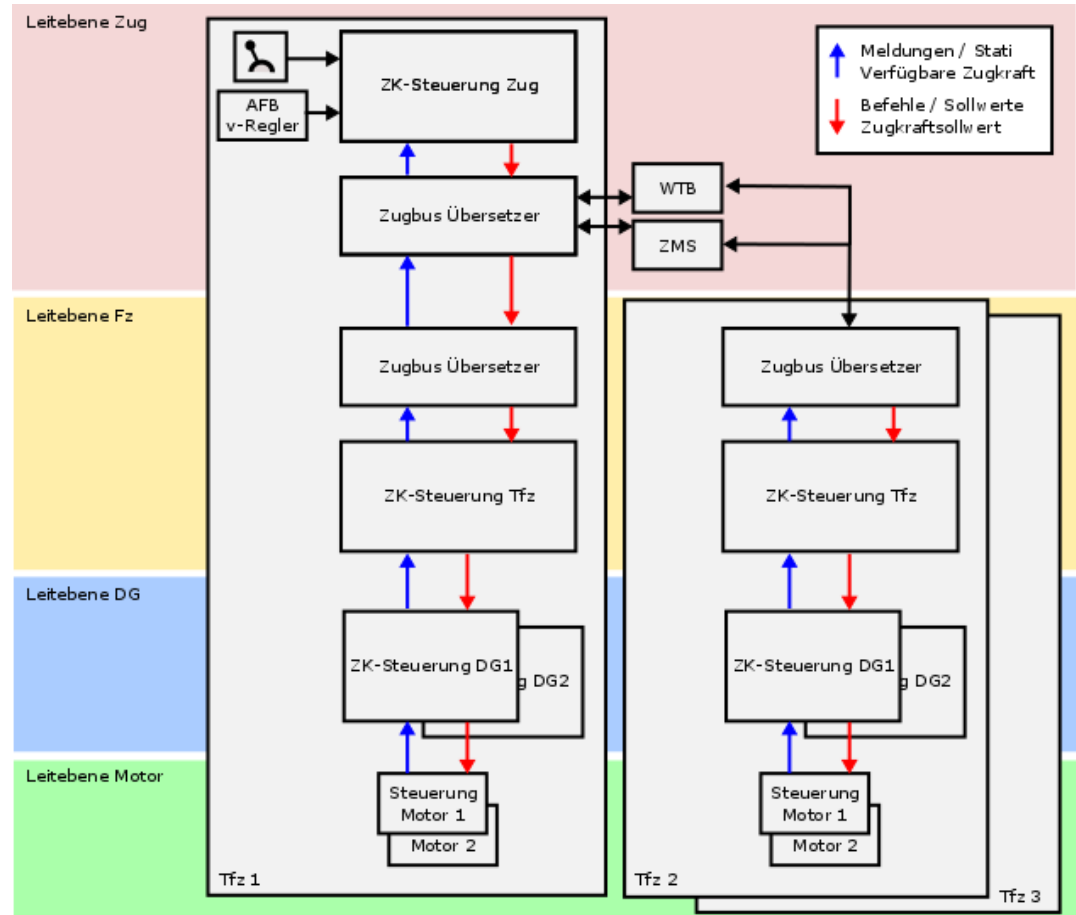 Leitebene Zug
ZK-Steuerung Zug
AFB
v-Regler
Meldungen / Stati
Verfügbare Zugkraft
Befehle / Sollwerte
Zugkraftsollwert
Zugbus Übersetzer
WTB
ZMS
Leitebene Fz
Zugbus Übersetzer
Zugbus Übersetzer
ZK-Steuerung Tfz
ZK-Steuerung Tfz
Leitebene DG
ZK-Steuerung DG1
g DG2
ZK-Steuerung DG1
g DG2
Leitebene Motor
Steuerung
Motor 1
Motor 2
Steuerung
Motor 1
Motor 2
Tfz 1
Tfz 2
Tfz 3